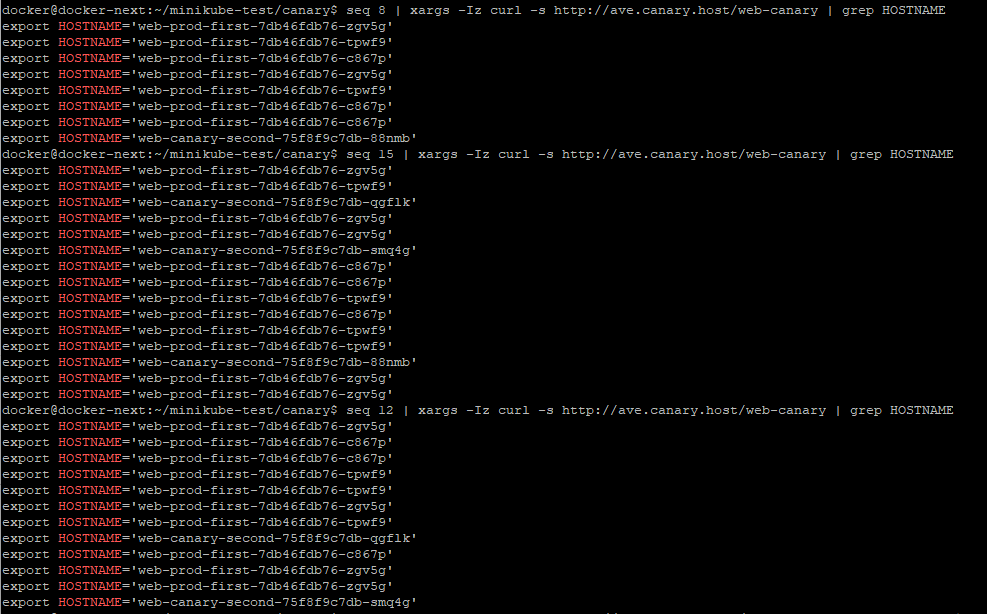 docker@docker-next:~/minikube-test/canary$ seq 8 | xargs -Iz curl -s http://ave.canary.host/web-canary | grep HOSTNAME
export HOSTNAME='web-prod-first-7db46fdb76-zgv5g'
export HOSTNAME='web-prod-first-7db46fdb76-tpwf9'
export HOSTNAME='web-prod-first-7db46fdb76-c867p'
export HOSTNAME='web-prod-first-7db46fdb76-zgv5g'
export HOSTNAME='web-prod-first-7db46fdb76-tpwf9'
export HOSTNAME='web-prod-first-7db46fdb76-c867p'
export HOSTNAME='web-prod-first-7db46fdb76-c867p'
export HOSTNAME='web-canary-second-75f8f9c7db-88nmb'
docker@docker-next:~/minikube-test/canary$ seq 15 | xargs -Iz curl -s http://ave.canary.host/web-canary | grep HOSTNAME
export HOSTNAME='web-prod-first-7db46fdb76-zgv5g'
export HOSTNAME='web-prod-first-7db46fdb76-tpwf9'
export HOSTNAME='web-canary-second-75f8f9c7db-qgflk'
export HOSTNAME='web-prod-first-7db46fdb76-zgv5g'
export HOSTNAME='web-prod-first-7db46fdb76-zgv5g'
export HOSTNAME='web-canary-second-75f8f9c7db-smq4g'
export HOSTNAME='web-prod-first-7db46fdb76-c867p'
export HOSTNAME='web-prod-first-7db46fdb76-c867p'
export HOSTNAME='web-prod-first-7db46fdb76-tpwf9'
export HOSTNAME='web-prod-first-7db46fdb76-c867p'
export HOSTNAME='web-prod-first-7db46fdb76-tpwf9'
export HOSTNAME='web-prod-first-7db46fdb76-tpwf9'
export HOSTNAME='web-canary-second-75f8f9c7db-88nmb'
export HOSTNAME='web-prod-first-7db46fdb76-zgv5g'
export HOSTNAME='web-prod-first-7db46fdb76-zgv5g'
docker@docker-next:~/minikube-test/canary$ seq 12 | xargs -Iz curl -s http://ave.canary.host/web-canary | grep HOSTNAME
export HOSTNAME='web-prod-first-7db46fdb76-zgv5g'
export HOSTNAME='web-prod-first-7db46fdb76-c867p'
export HOSTNAME='web-prod-first-7db46fdb76-c867p'
export HOSTNAME='web-prod-first-7db46fdb76-tpwf9'
export HOSTNAME='web-prod-first-7db46fdb76-tpwf9'
export HOSTNAME='web-prod-first-7db46fdb76-zgv5g'
export HOSTNAME='web-prod-first-7db46fdb76-tpwf9'
export HOSTNAME='web-canary-second-75f8f9c7db-qgflk'
export HOSTNAME='web-prod-first-7db46fdb76-c867p'
export HOSTNAME='web-prod-first-7db46fdb76-zgv5g'
export HOSTNAME='web-prod-first-7db46fdb76-zgv5g'
export HOSTNAME='web-canary-second-75f8f9c7db-smq4g'